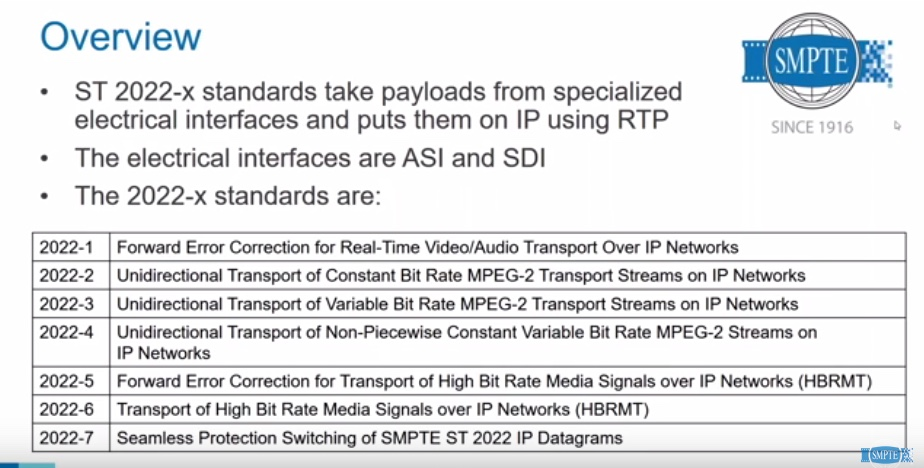 Overview
SMPTE
SINCE 1916
• ST 2022-x standards take payloads from specialized
electrical interfaces and puts them on IP using RTP
• The electrical interfaces are ASI and SDI
• The 2022-x standards are:
2022-1 Forward Error Correction for Real-Time Video/Audio Transport Over IP Networks
2022-2 Unidirectional Transport of Constant Bit Rate MPEG-2 Transport Streams on IP Networks
2022-3 Unidirectional Transport of Variable Bit Rate MPEG-2 Transport Streams on IP Networks
2022-4 Unidirectional Transport of Non-Piecewise Constant Variable Bit Rate MPEG-2 Streams on
IP Networks
2022-5 Forward Error Correction for Transport of High Bit Rate Media Signals over IP Networks (HBRMT)
2022-6 Transport of High Bit Rate Media Signals over IP Networks (HBRMT)
2022-7 Seamless Protection Switching of SMPTE ST 2022 IP Datagrams
SMPTE